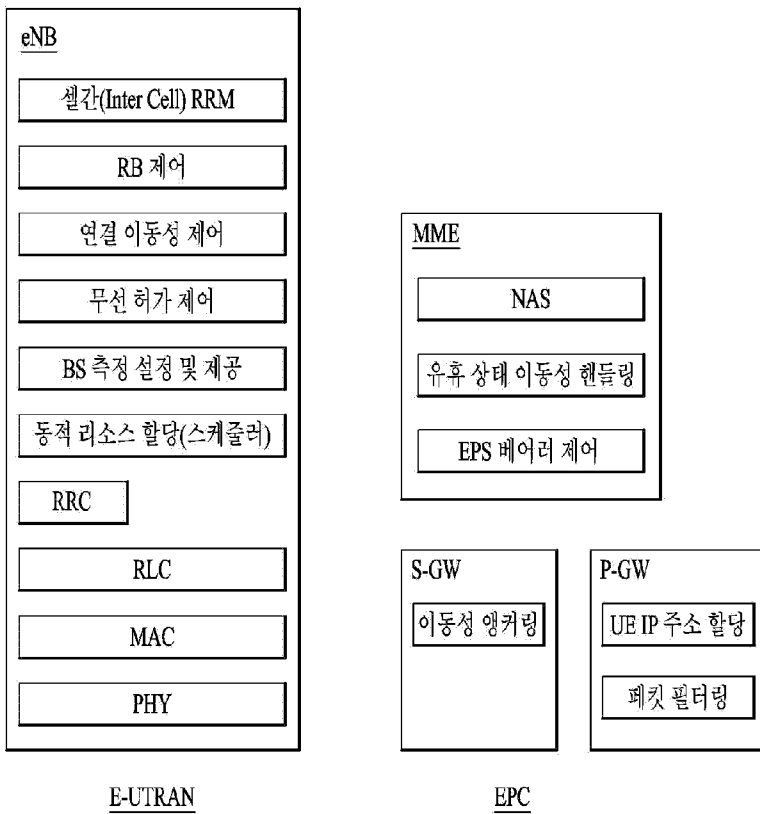 eNB
셀간(Inter Cell) RRM
RB 제어
연결 이동성 제어
무선 허가 제어
BS 측정 설정 및 제공
동적 리소스 할당(스케줄러)
RRC
RLC
MAC
PHY
E-UTRAN
MME
NAS
유휴 상태 이동성 핸들링
EPS 베어러 제어
S-GW
이동성 앵커링
P-GW
UE IP 주소 할당
패킷 필터링
EPC